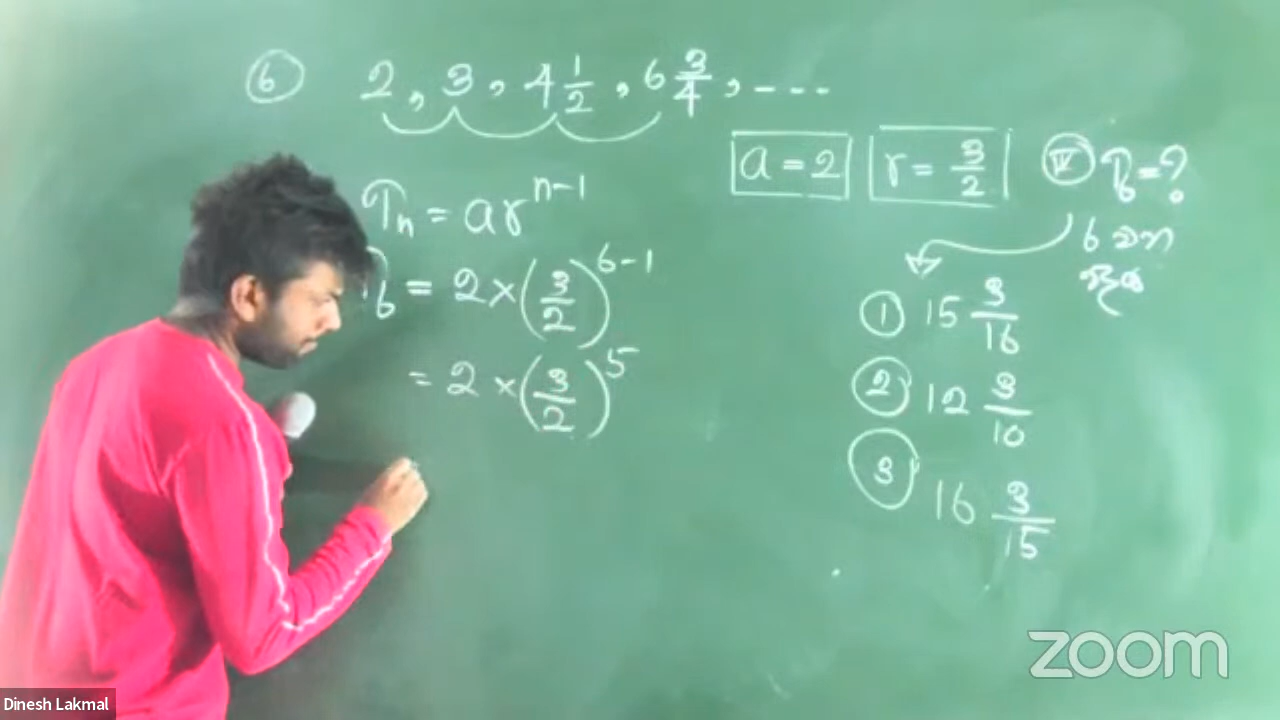 6 2, 3, 4 1/2, 6 3/4, ----
a = 2 r = 3/2 IV T6 = ?
6 වන
පදය
Tn = ar^n-1
T6 = 2 × (3/2)^6-1
= 2 × (3/2)^5
1 15 3/16
2 12 3/10
3 16 3/15
zoom
Dinesh Lakmal